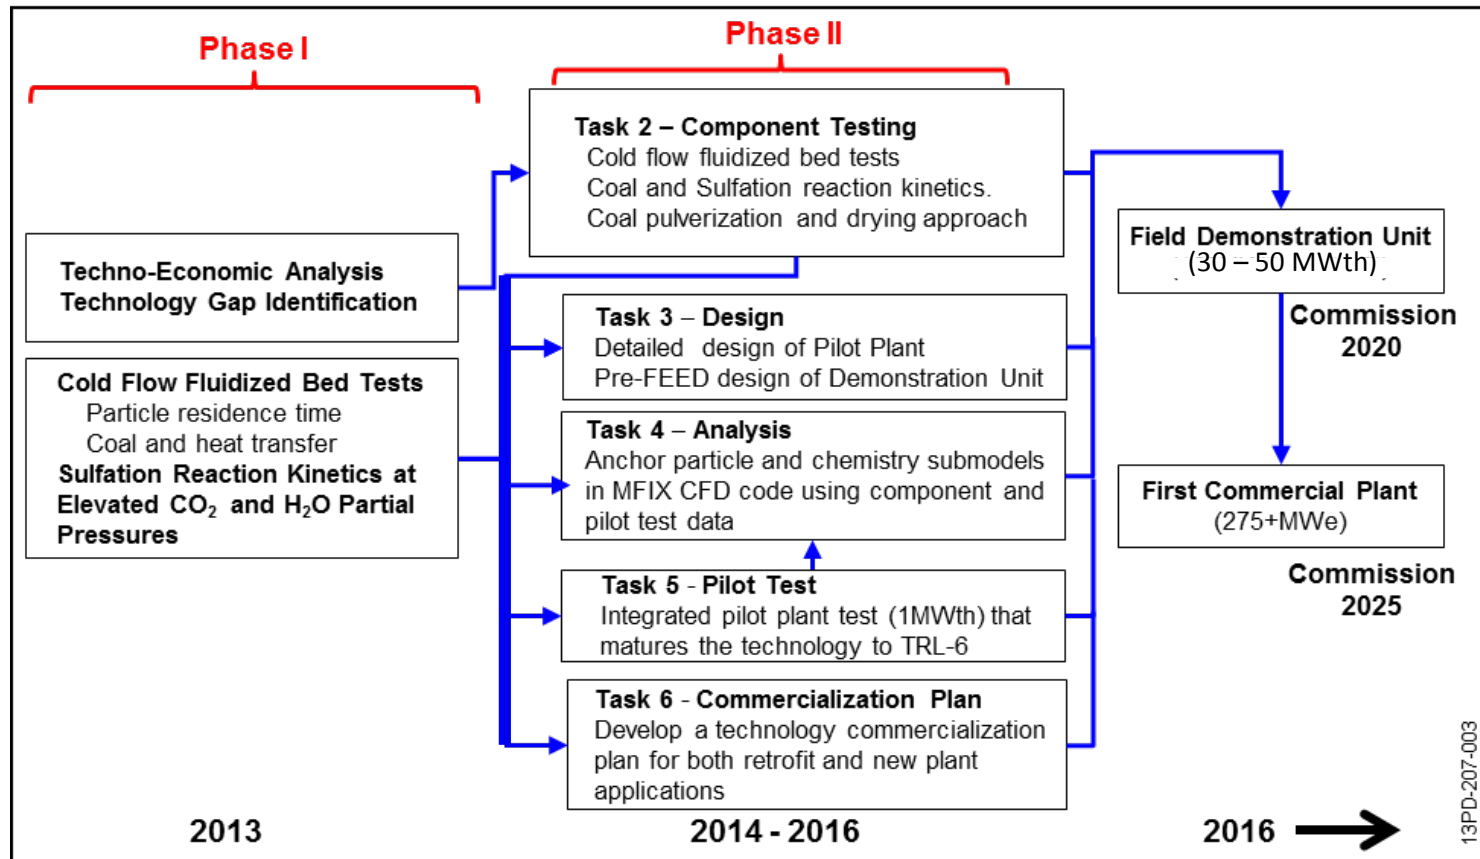 Phase I
Phase II
Techno-Economic Analysis
Technology Gap Identification
Cold Flow Fluidized Bed Tests
Particle residence time
Coal and heat transfer
Sulfation Reaction Kinetics at
Elevated CO₂ and H₂O Partial
Pressures
Task 2 – Component Testing
Cold flow fluidized bed tests
Coal and Sulfation reaction kinetics.
Coal pulverization and drying approach
Task 3 – Design
Detailed design of Pilot Plant
Pre-FEED design of Demonstration Unit
Task 4 – Analysis
Anchor particle and chemistry submodels
in MFIX CFD code using component and
pilot test data
Task 5 - Pilot Test
Integrated pilot plant test (1MWth) that
matures the technology to TRL-6
Task 6 - Commercialization Plan
Develop a technology commercialization
plan for both retrofit and new plant
applications
Field Demonstration Unit
(30 – 50 MWth)
Commission
2020
First Commercial Plant
(275+MWe)
Commission
2025
2013
2014 - 2016
2016
13PD-207-003